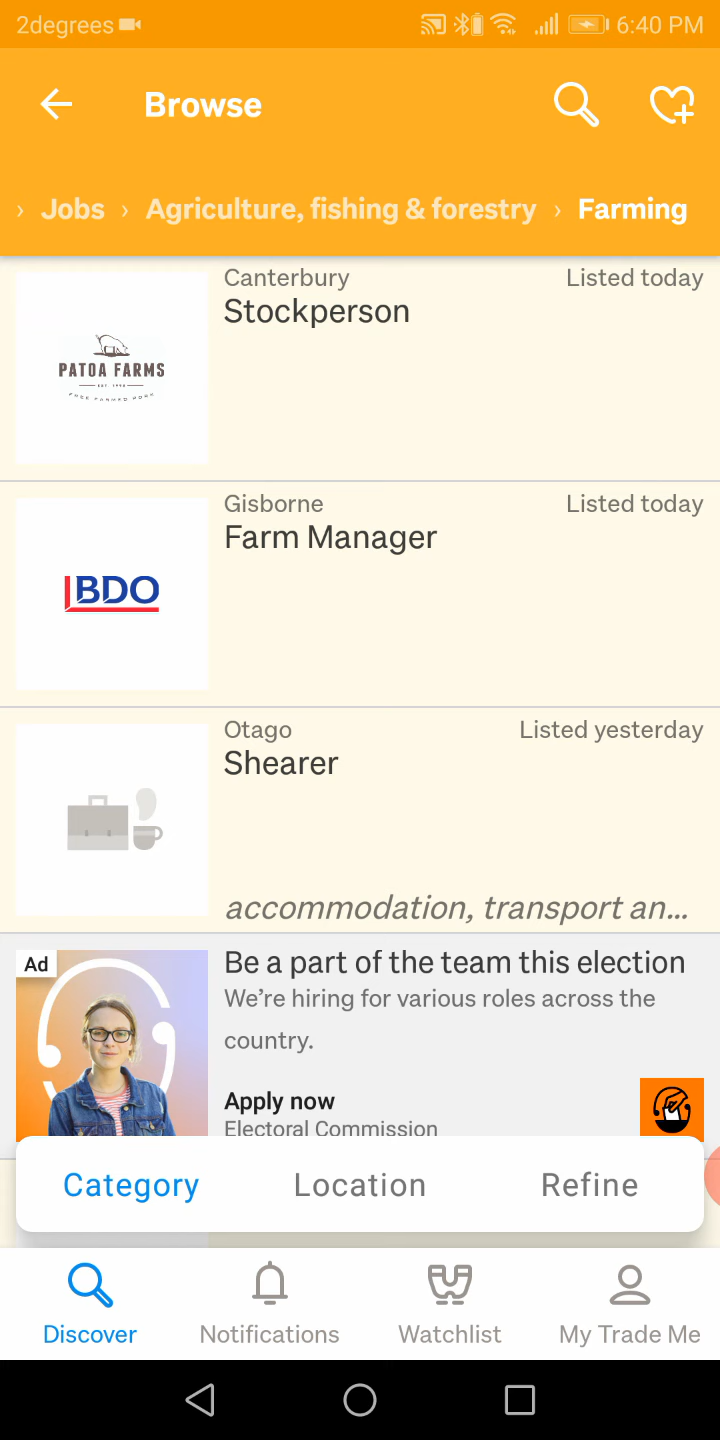 2degrees
6:40 PM
Browse
› Jobs › Agriculture, fishing & forestry › Farming
Canterbury
Listed today
Stockperson
PATOA FARMS
Gisborne
Listed today
Farm Manager
BDO
Otago
Listed yesterday
Shearer
accommodation, transport an...
Ad
Be a part of the team this election
We're hiring for various roles across the
country.
Apply now
Electoral Commission
Category
Location
Refine
Discover
Notifications
Watchlist
My Trade Me